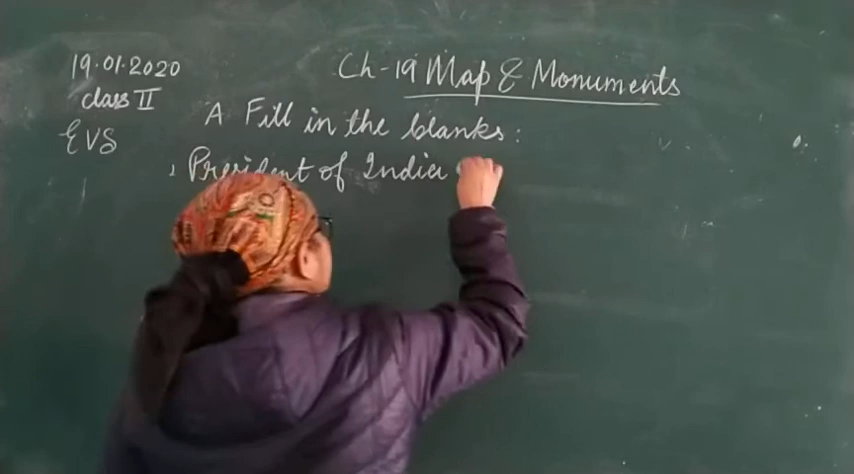 19.01.2020
Ch-19 Map & Monuments
class II
A Fill in the blanks:
EVS
1 President of India